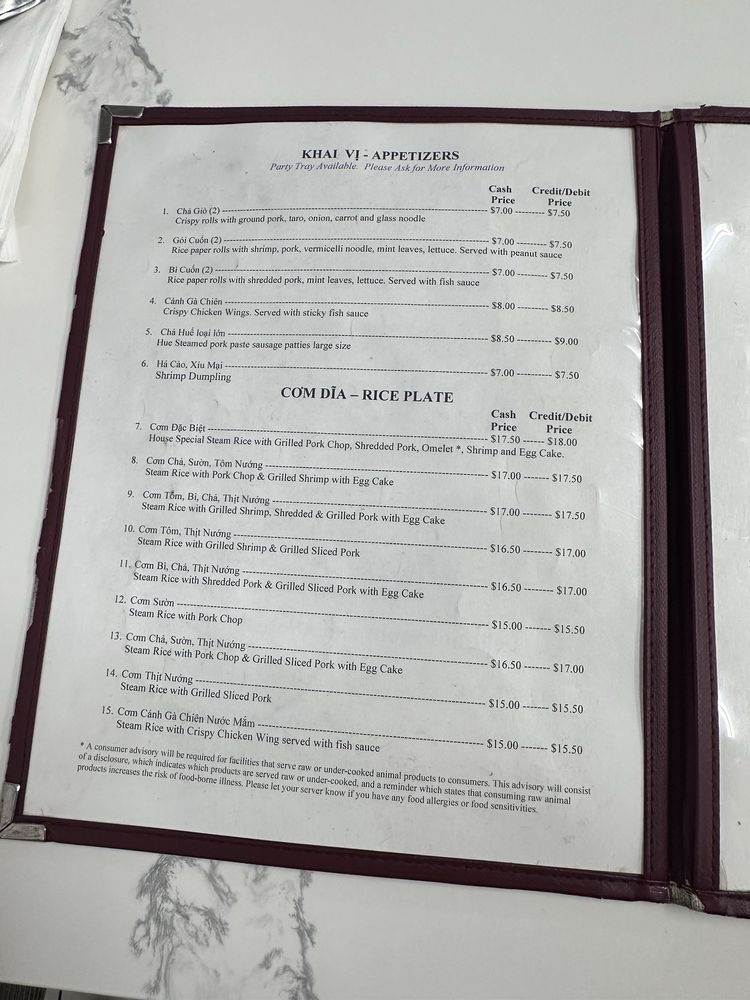 KHAI VỊ - APPETIZERS
Party Tray Available. Please Ask for More Information
Cash Credit/Debit
Price Price
1. Chả Giò (2) $7.00 $7.50
Crispy rolls with ground pork, taro, onion, carrot and glass noodle
2. Gỏi Cuốn (2) $7.00 $7.50
Rice paper rolls with shrimp, pork, vermicelli noodle, mint leaves, lettuce. Served with peanut sauce
3. Bì Cuốn (2) $7.00 $7.50
Rice paper rolls with shredded pork, mint leaves, lettuce. Served with fish sauce
4. Cánh Gà Chiên $8.00 $8.50
Crispy Chicken Wings. Served with sticky fish sauce
5. Chả Huế loại lớn $8.50 $9.00
Hue Steamed pork paste sausage patties large size
6. Há Cảo, Xíu Mại $7.00 $7.50
Shrimp Dumpling
CƠM DĨA – RICE PLATE
Cash Credit/Debit
Price Price
7. Cơm Đặc Biệt $17.50 $18.00
House Special Steam Rice with Grilled Pork Chop, Shredded Pork, Omelet *, Shrimp and Egg Cake.
8. Cơm Chả, Sườn, Tôm Nướng $17.00 $17.50
Steam Rice with Pork Chop & Grilled Shrimp with Egg Cake
9. Cơm Tôm, Bì, Chả, Thịt Nướng $17.00 $17.50
Steam Rice with Grilled Shrimp, Shredded & Grilled Pork with Egg Cake
10. Cơm Tôm, Thịt Nướng $16.50 $17.00
Steam Rice with Grilled Shrimp & Grilled Sliced Pork
11. Cơm Bì, Chả, Thịt Nướng $16.50 $17.00
Steam Rice with Shredded Pork & Grilled Sliced Pork with Egg Cake
12. Cơm Sườn $15.00 $15.50
Steam Rice with Pork Chop
13. Cơm Chả, Sườn, Thịt Nướng $16.50 $17.00
Steam Rice with Pork Chop & Grilled Sliced Pork with Egg Cake
14. Cơm Thịt Nướng $15.00 $15.50
Steam Rice with Grilled Sliced Pork
15. Cơm Cánh Gà Chiên Nước Mắm $15.00 $15.50
Steam Rice with Crispy Chicken Wing served with fish sauce
* A consumer advisory will be required for facilities that serve raw or under-cooked animal products to consumers. This advisory will consist
of a disclosure, which indicates which products are served raw or under-cooked, and a reminder which states that consuming raw animal
products increases the risk of food-borne illness. Please let your server know if you have any food allergies or food sensitivities.